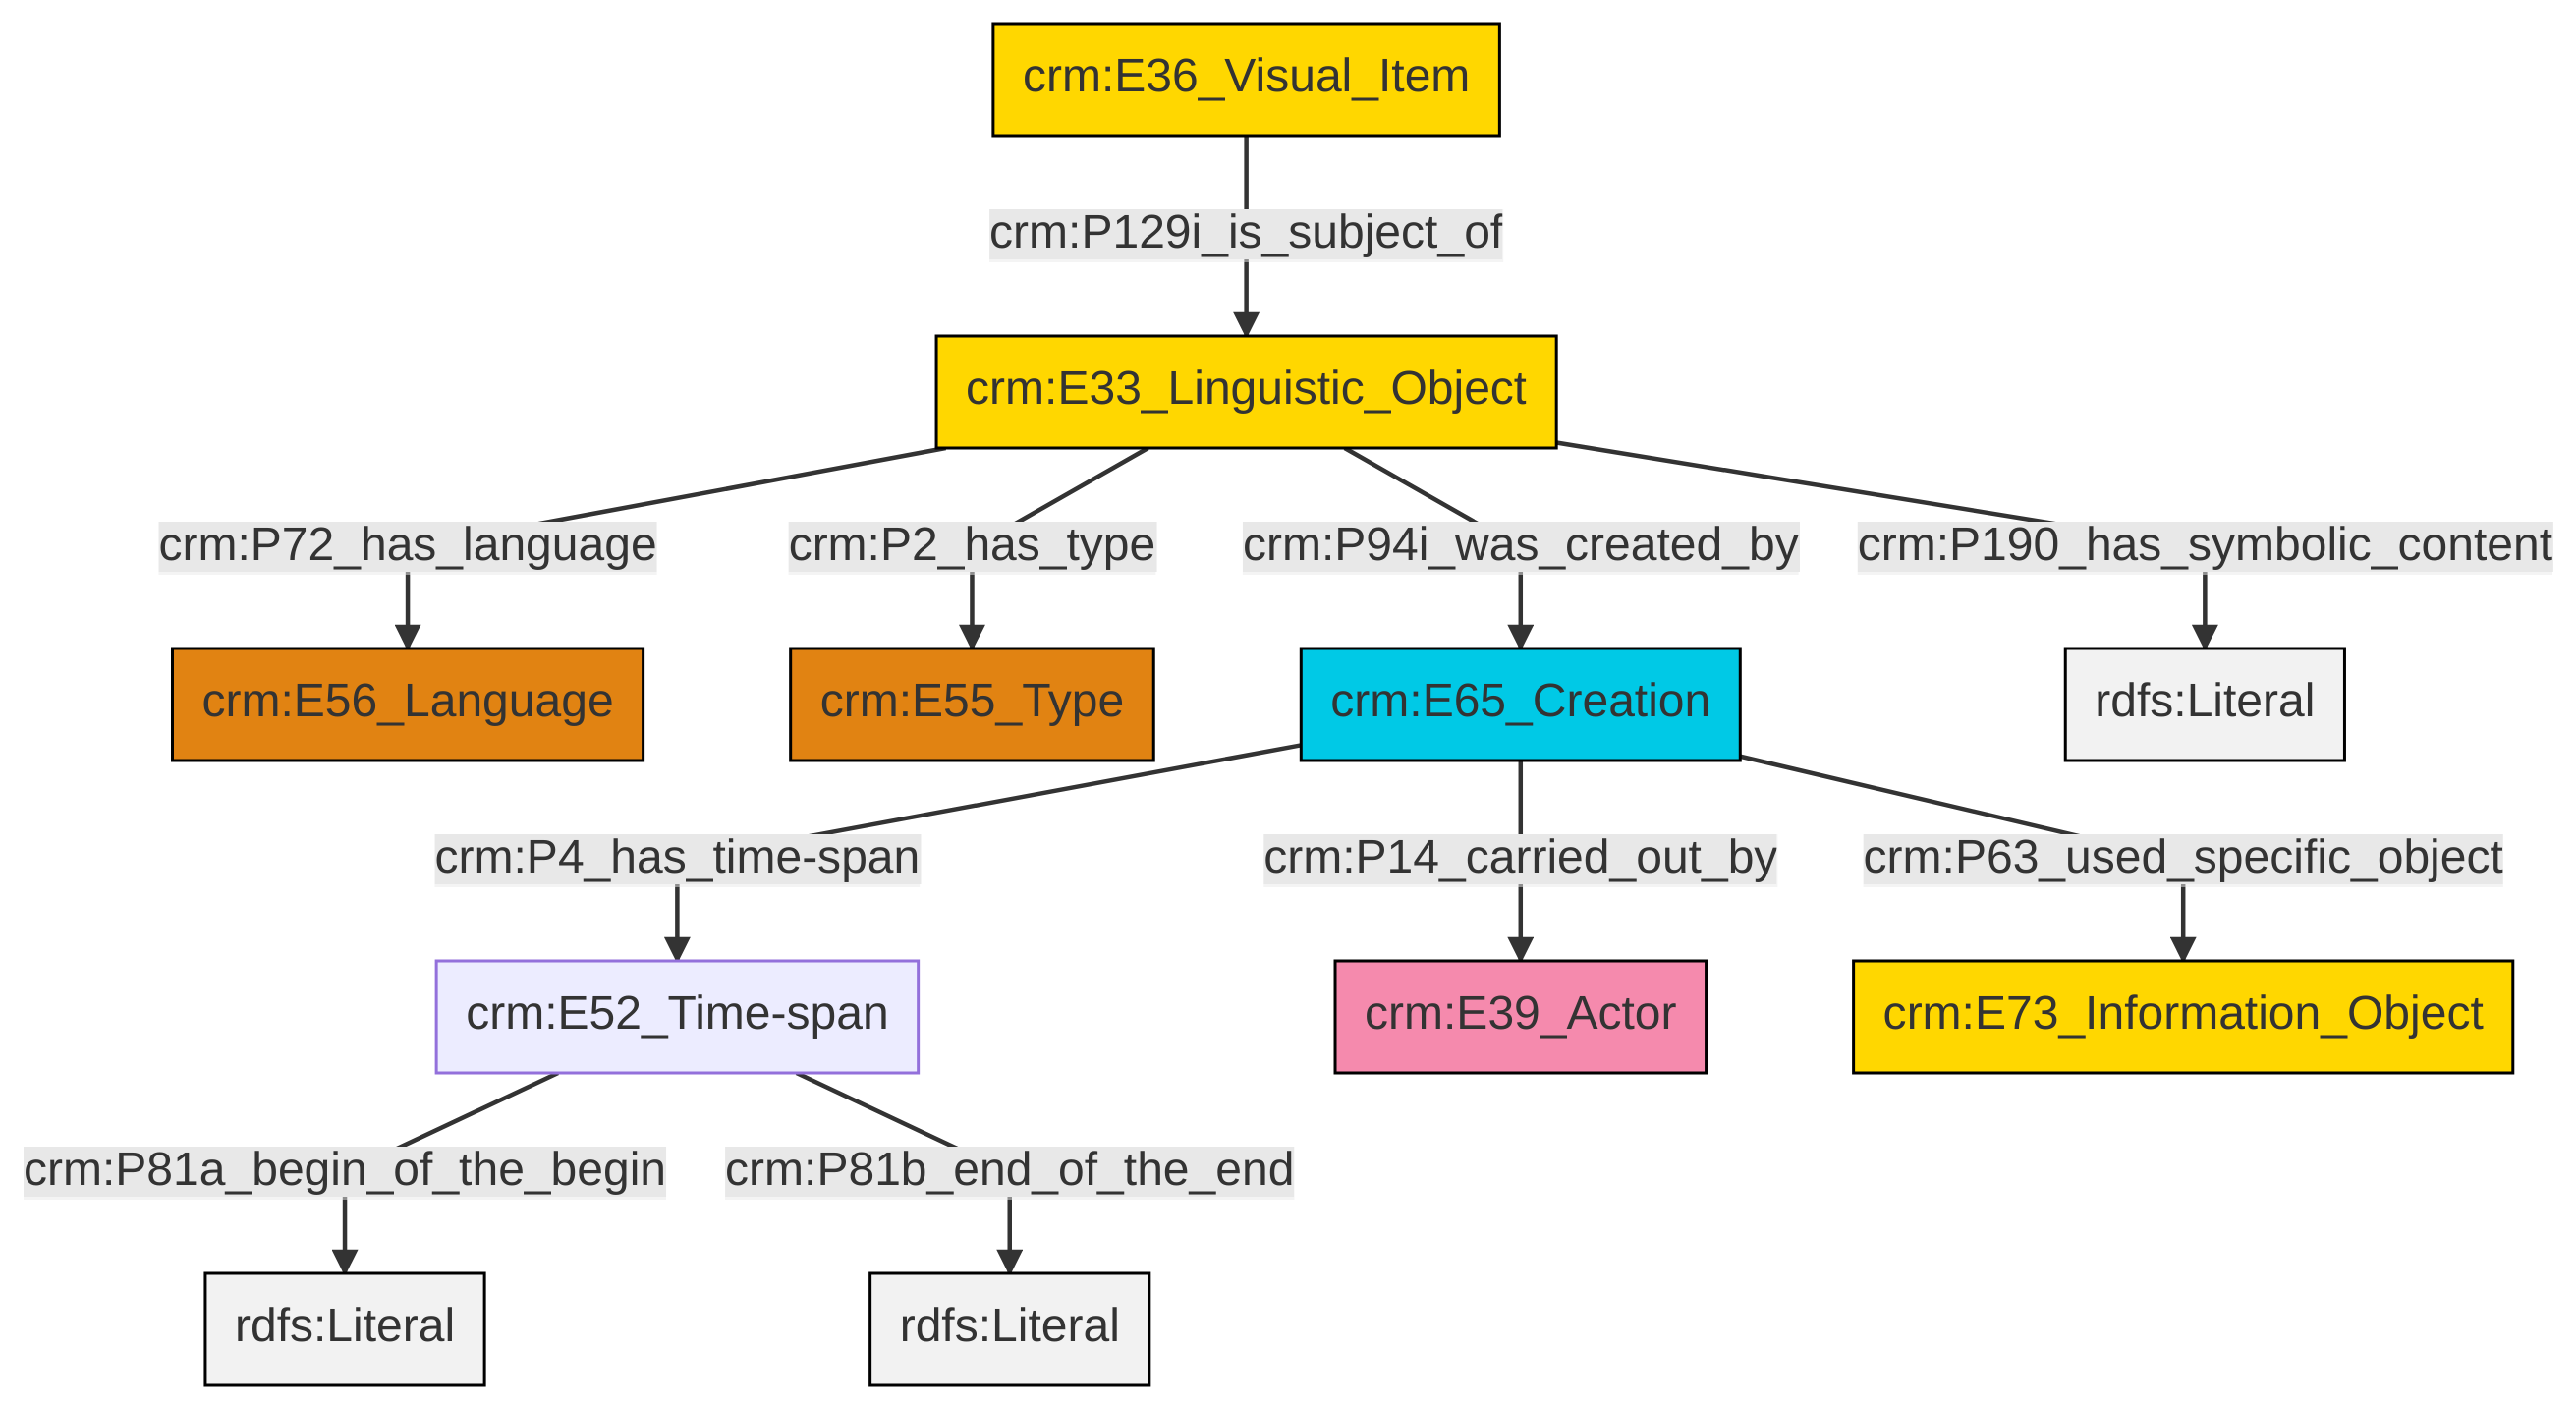 crm:E36_Visual_Item
crm:P129i_is_subject_of
crm:E33_Linguistic_Object
crm:P72_has_language
crm:P2_has_type
crm:P94i_was_created_by
crm:P190_has_symbolic_content
crm:E56_Language
crm:E55_Type
crm:E65_Creation
rdfs:Literal
crm:P4_has_time-span
crm:P14_carried_out_by
crm:P63_used_specific_object
crm:E52_Time-span
crm:E39_Actor
crm:E73_Information_Object
crm:P81a_begin_of_the_begin
crm:P81b_end_of_the_end
rdfs:Literal
rdfs:Literal